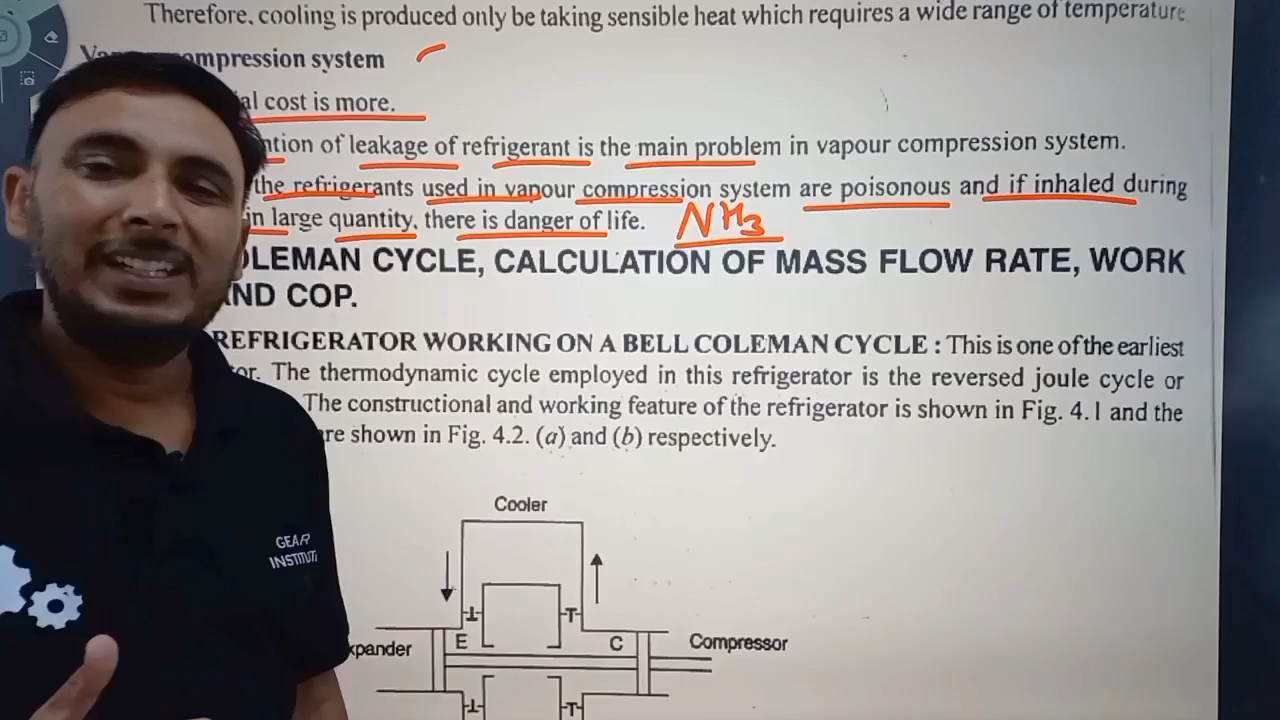 Therefore, cooling is produced only be taking sensible heat which requires a wide range of temperature
ompression system
al cost is more.
ntion of leakage of refrigerant is the main problem in vapour compression system.
the refrigerants used in vapour compression system are poisonous and if inhaled during
in large quantity, there is danger of life. NH3
OLEMAN CYCLE, CALCULATION OF MASS FLOW RATE, WORK
ND COP.
REFRIGERATOR WORKING ON A BELL COLEMAN CYCLE : This is one of the earliest
or. The thermodynamic cycle employed in this refrigerator is the reversed joule cycle or
The constructional and working feature of the refrigerator is shown in Fig. 4.1 and the
re shown in Fig. 4.2. (a) and (b) respectively.
Cooler
E
C
xpander
Compressor
GEAR
INSTITUT